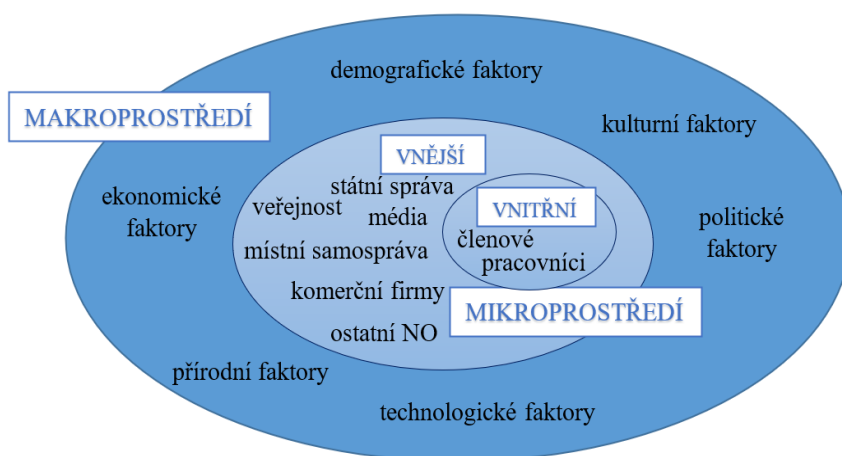 demografické faktory
MAKROPROSTŘEDÍ
kulturní faktory
VNĚJŠÍ
státní správa
ekonomické
faktory
veřejnost
média
VNITŘNÍ
členové
pracovníci
politické
faktory
místní samospráva
komerční firmy
MIKROPROSTŘEDÍ
ostatní NO
přírodní faktory
technologické faktory